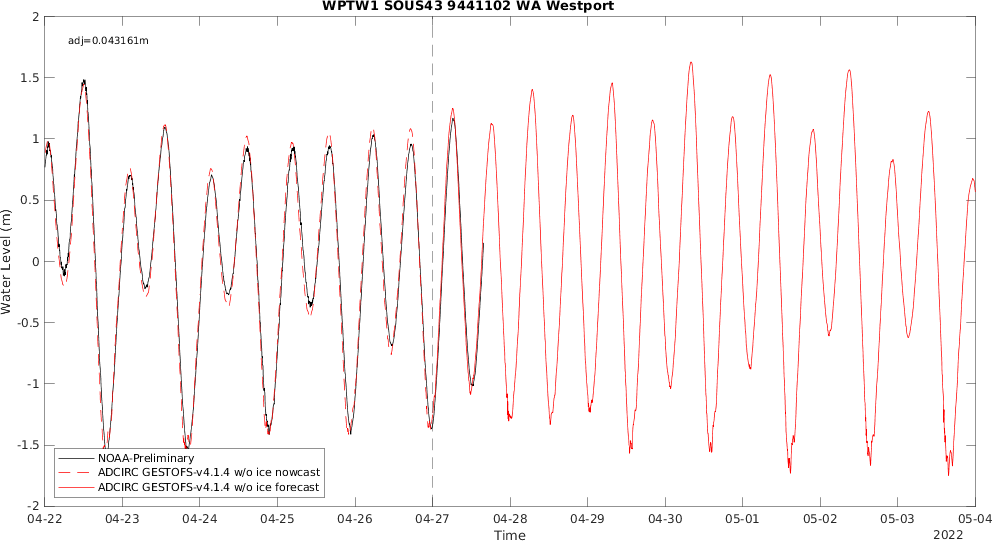 WPTW1 SOUS43 9441102 WA Westport
adj=0.043161m
Water Level (m)
2
1.5
1
0.5
0
-0.5
-1
-1.5
-2
NOAA-Preliminary
ADCIRC GESTOFS-v4.1.4 w/o ice nowcast
ADCIRC GESTOFS-v4.1.4 w/o ice forecast
04-22 04-23 04-24 04-25 04-26 04-27 04-28 04-29 04-30 05-01 05-02 05-03 05-04
Time
2022